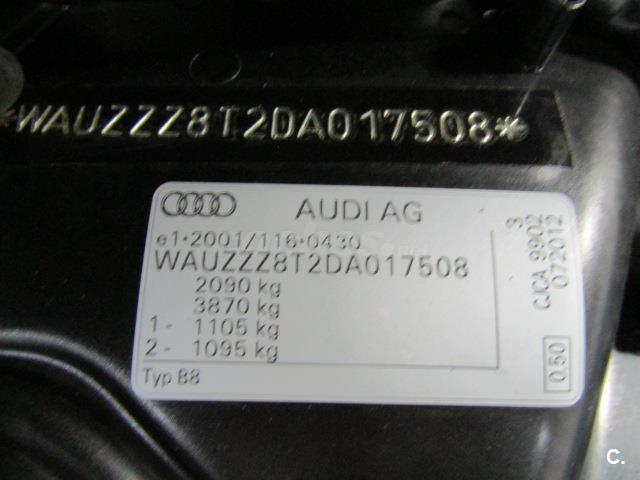 *WAUZZZ8T2DA017508*
AUDI AG
e1*2001/116*0430
WAUZZZ8T2DA017508
2090 kg
3870 kg
1- 1105 kg
2- 1095 kg
Typ B8
3
CJCA 9902
072012
0,50
C.